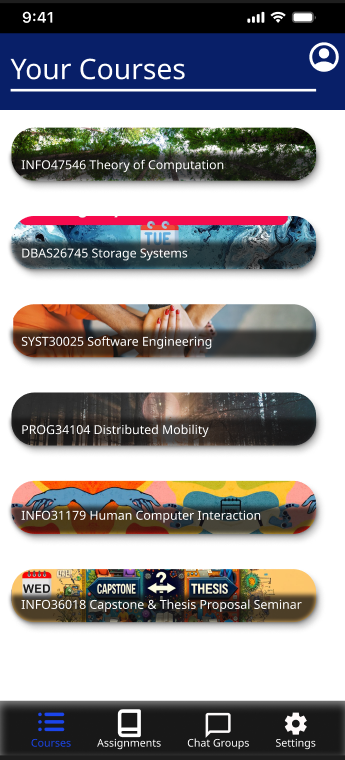 9:41
Your Courses
INFO47546 Theory of Computation
TUE
DBAS26745 Storage Systems
SYST30025 Software Engineering
PROG34104 Distributed Mobility
INFO31179 Human Computer Interaction
WED
CAPSTONE ? THESIS
INFO36018 Capstone & Thesis Proposal Seminar
Courses Assignments Chat Groups Settings